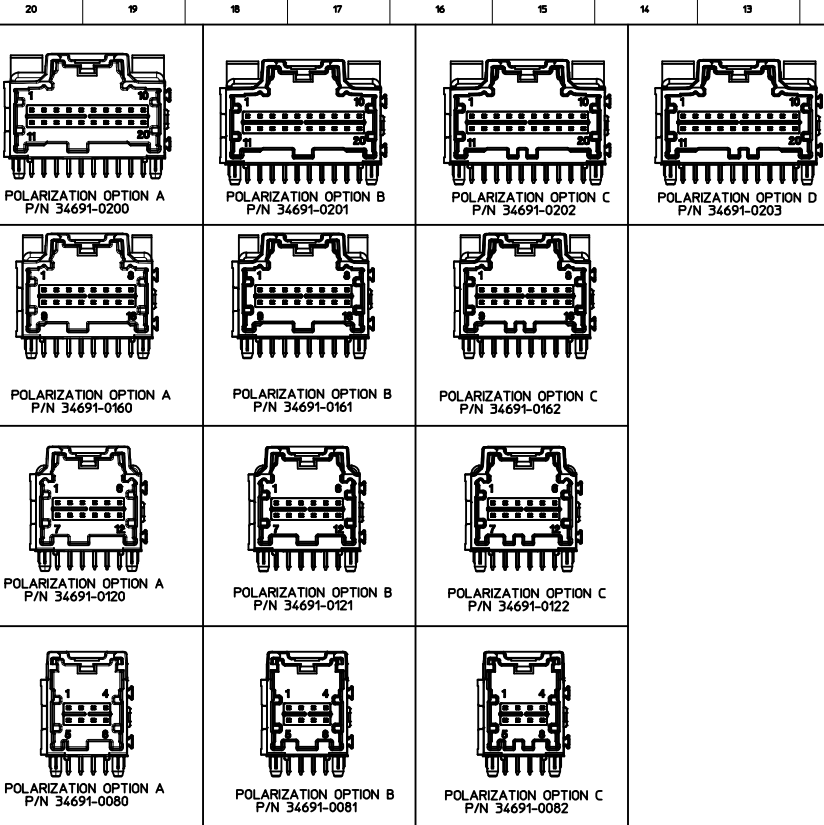 20 19 18 17 16 15 14 13
1 10
11 20
POLARIZATION OPTION A
P/N 34691-0200
1 10
11 20
POLARIZATION OPTION B
P/N 34691-0201
1 10
11 20
POLARIZATION OPTION C
P/N 34691-0202
1 10
11 20
POLARIZATION OPTION D
P/N 34691-0203
1 8
9 16
POLARIZATION OPTION A
P/N 34691-0160
1 8
9 16
POLARIZATION OPTION B
P/N 34691-0161
1 8
9 16
POLARIZATION OPTION C
P/N 34691-0162
1 6
7 12
POLARIZATION OPTION A
P/N 34691-0120
1 6
7 12
POLARIZATION OPTION B
P/N 34691-0121
1 6
7 12
POLARIZATION OPTION C
P/N 34691-0122
1 4
5 8
POLARIZATION OPTION A
P/N 34691-0080
1 4
5 8
POLARIZATION OPTION B
P/N 34691-0081
1 4
5 8
POLARIZATION OPTION C
P/N 34691-0082